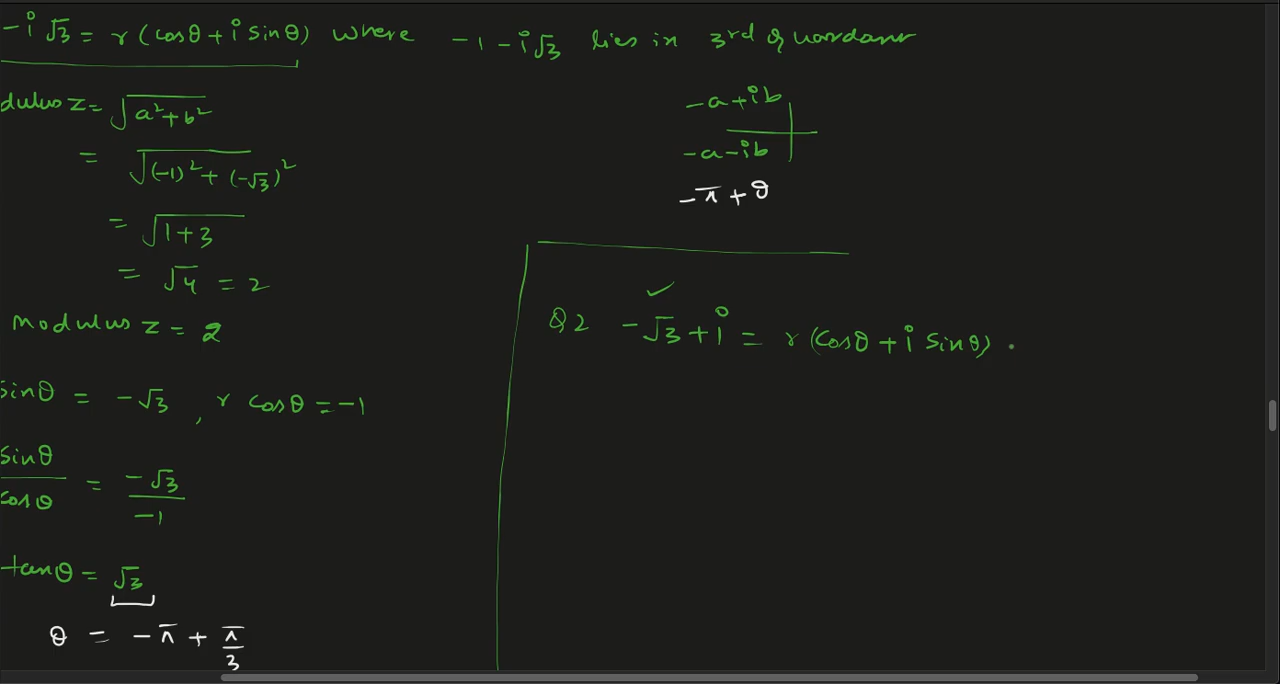 -i√3 = r(cosθ + i sinθ) where -1 - i√3 lies in 3rd quardant
dulus z = √(a² + b²)
= √((-1)² + (-√3)²)
= √(1+3)
= √4 = 2
modulus z = 2
sinθ = -√3, r cosθ = -1
sinθ/cosθ = -√3/-1
tanθ = √3
θ = -π + π/3
-a+ib
-a-ib
-π+θ
Q2 -√3+i = r(cosθ + i sinθ).